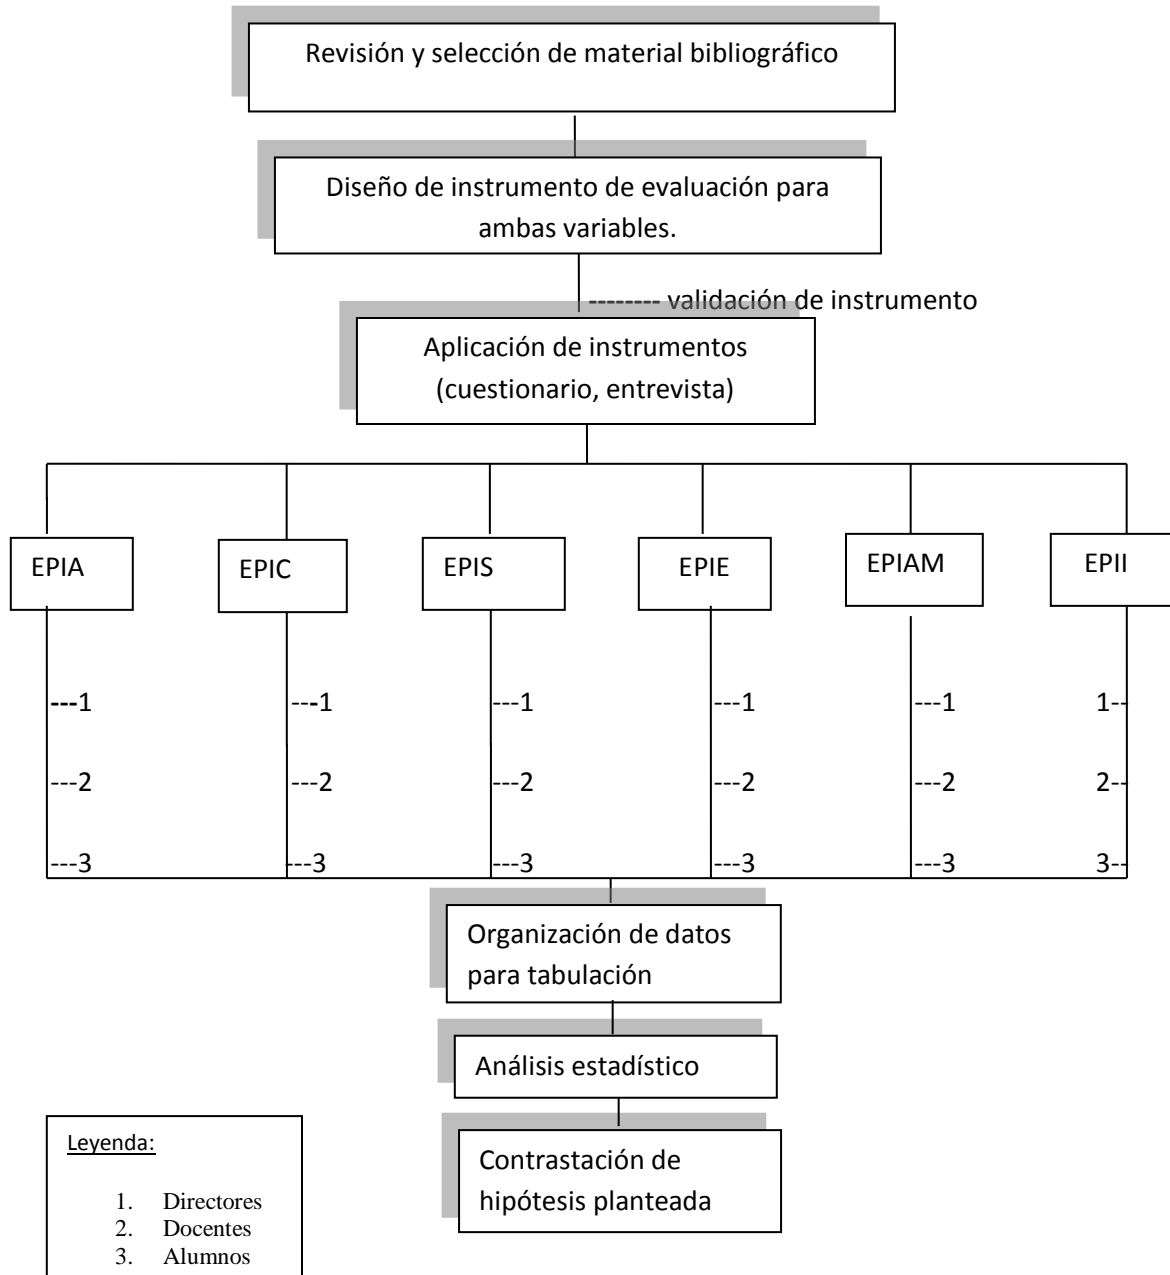 Revisión y selección de material bibliográfico
Diseño de instrumento de evaluación para
ambas variables.
-------- validación de instrumento
Aplicación de instrumentos
(cuestionario, entrevista)
EPIA
EPIC
EPIS
EPIE
EPIAM
EPII
---1 ---1 ---1 ---1 ---1 1--
---2 ---2 ---2 ---2 ---2 2--
---3 ---3 ---3 ---3 ---3 3--
Organización de datos
para tabulación
Análisis estadístico
Contrastación de
hipótesis planteada
Leyenda:
1. Directores
2. Docentes
3. Alumnos